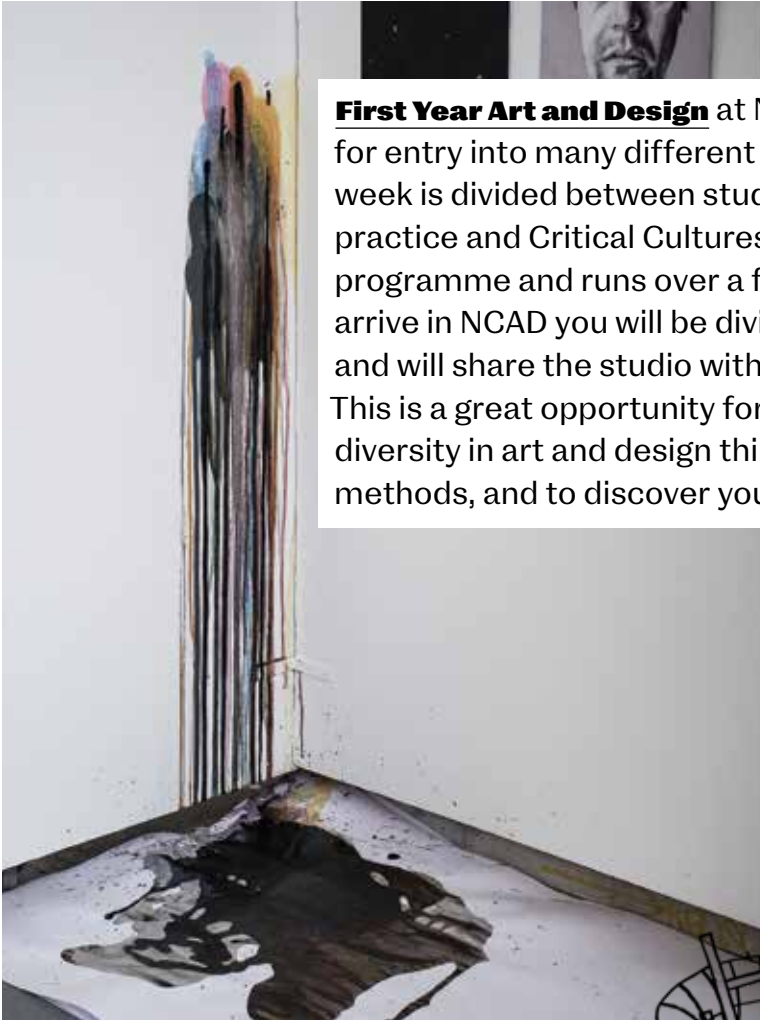 First Year Art and Design at
for entry into many different
week is divided between
practice and Critical Cultures
programme and runs over a
arrive in NCAD you will be
and will share the studio with
This is a great opportunity for
diversity in art and design
methods, and to discover